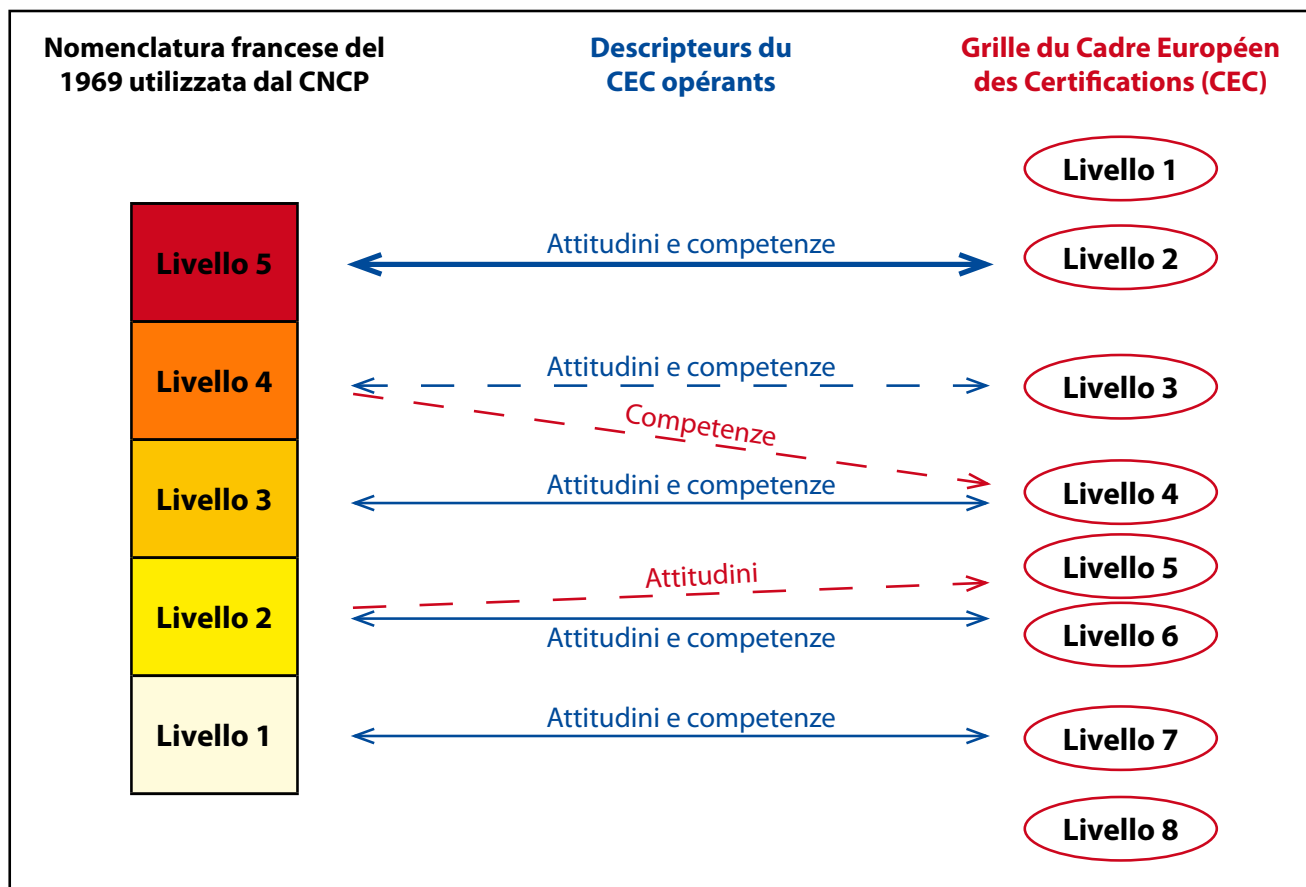 Nomenclatura francese del
1969 utilizzata dal CNCP
Descripteurs du
CEC opérants
Grille du Cadre Européen
des Certifications (CEC)
Livello 1
Livello 5
Attitudini e competenze
Livello 2
Livello 4
Attitudini e competenze
Livello 3
Competenze
Livello 3
Attitudini e competenze
Livello 4
Attitudini
Livello 5
Livello 2
Attitudini e competenze
Livello 6
Livello 1
Attitudini e competenze
Livello 7
Livello 8